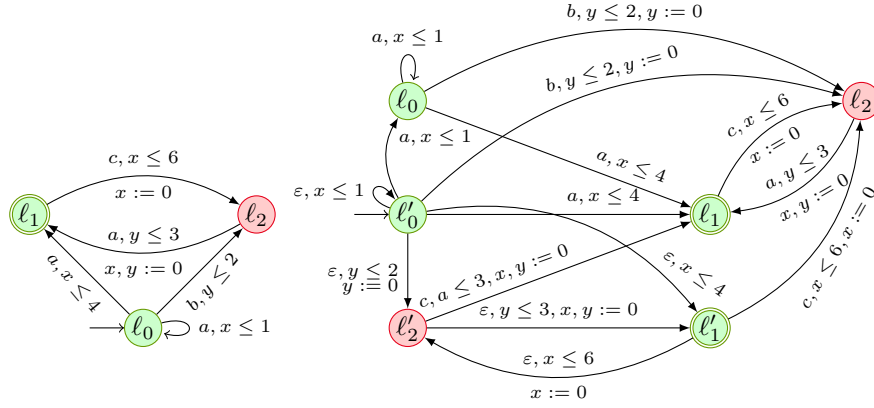 c, x ≤ 6
x := 0
ℓ₁
ℓ₂
a, y ≤ 3
x, y := 0
a, x ≤ 4
b, y ≤ 2
ℓ₀
a, x ≤ 1
b, y ≤ 2, y := 0
a, x ≤ 1
b, y ≤ 2, y := 0
ℓ₀
ℓ₂
c, x ≤ 6
x := 0
a, x ≤ 1
a, x ≤ 4
a, y ≤ 3
x, y := 0
ε, x ≤ 1
a, x ≤ 4
ℓ′₀
ℓ₁
ε, y ≤ 2
y := 0
c, a ≤ 3, x, y := 0
ε, x ≤ 4
c, x ≤ 6, x := 0
ε, y ≤ 3, x, y := 0
ℓ′₂
ℓ′₁
ε, x ≤ 6
x := 0